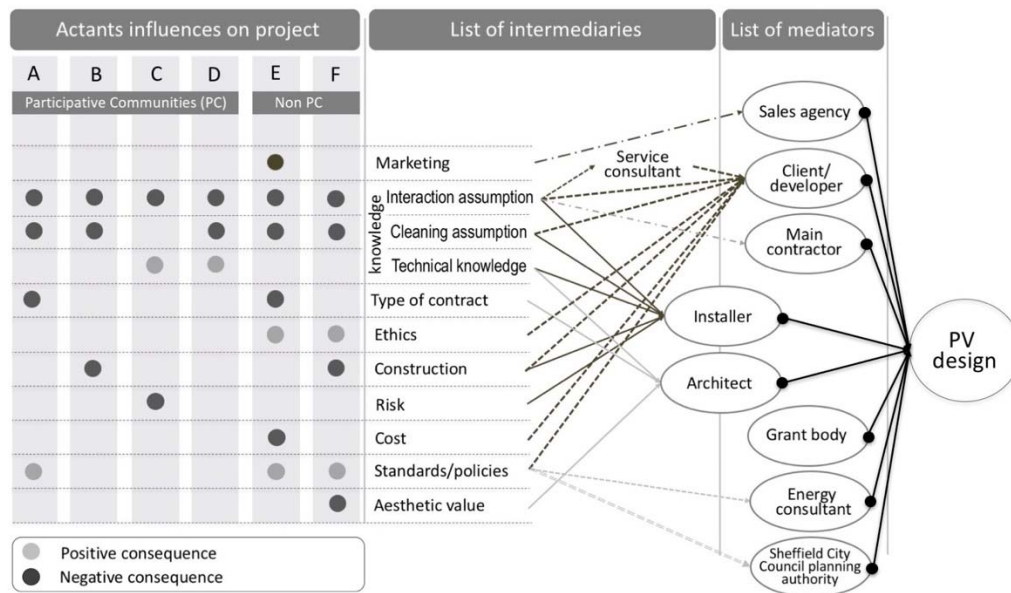 Actants influences on project
List of intermediaries
List of mediators
A B C D E F
Participative Communities (PC)
Non PC
Marketing
knowledge
Interaction assumption
Cleaning assumption
Technical knowledge
Type of contract
Ethics
Construction
Risk
Cost
Standards/policies
Aesthetic value
Service
consultant
Sales agency
Client/
developer
Main
contractor
Installer
Architect
Grant body
Energy
consultant
Sheffield City
Council planning
authority
PV
design
Positive consequence
Negative consequence